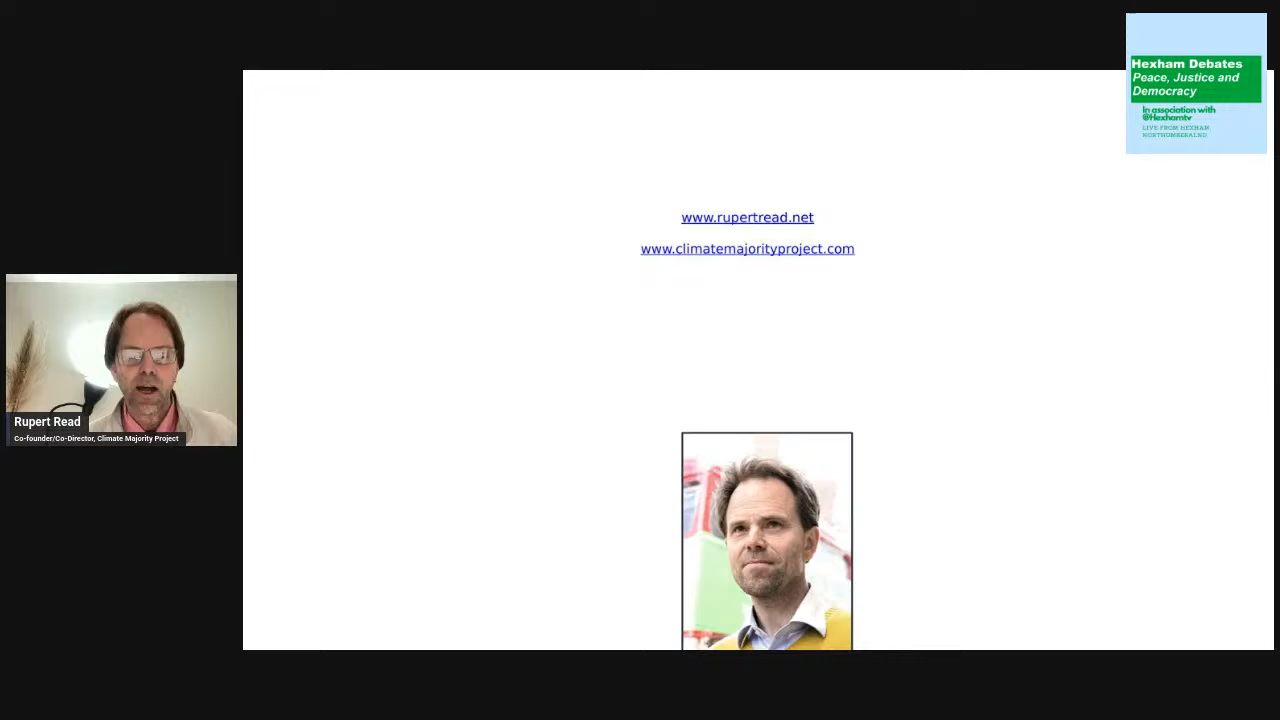 Hexham Debates
Peace, Justice and
Democracy
In association with
@Hexhamtv
LIVE FROM HEXHAM
www.rupertread.net
www.climatemajorityproject.com
Rupert Read
Co-founder/Co-Director, Climate Majority Project